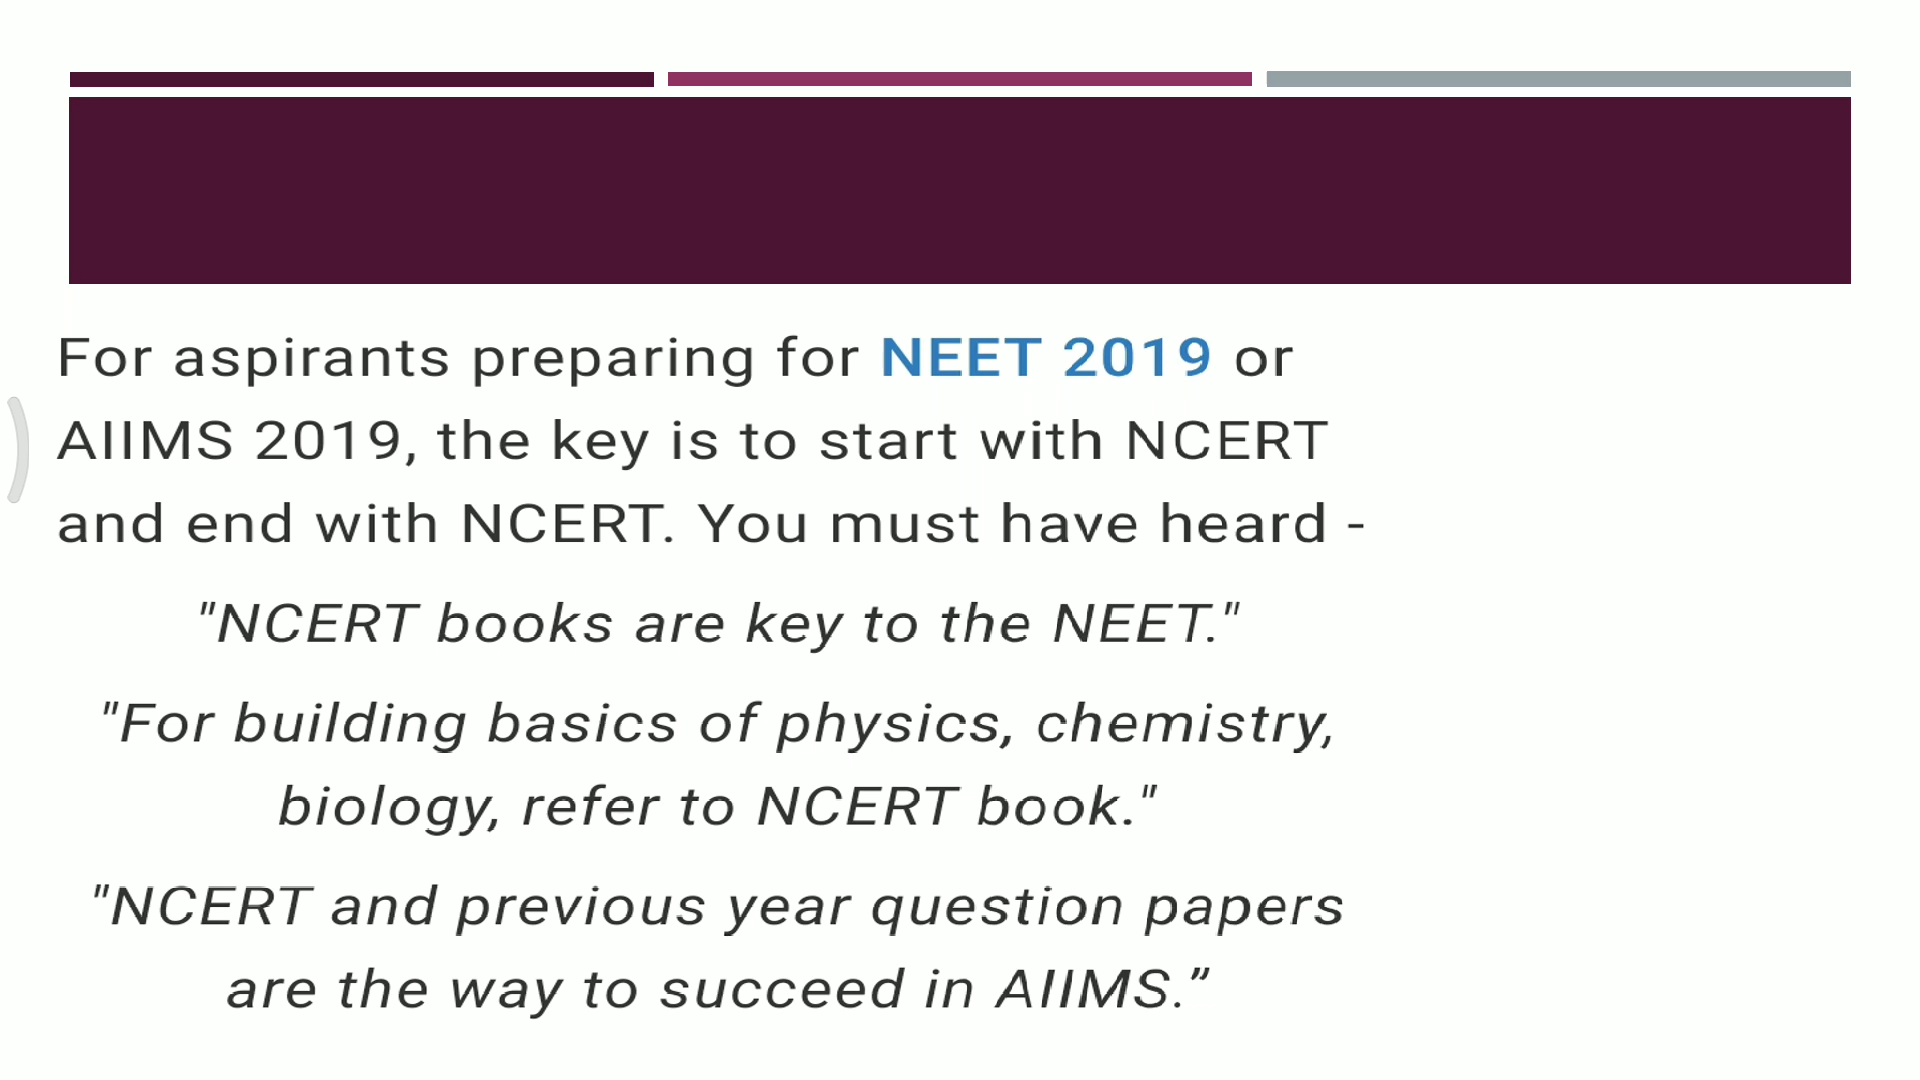 For aspirants preparing for NEET 2019 or
AIIMS 2019, the key is to start with NCERT
and end with NCERT. You must have heard -
"NCERT books are key to the NEET."
"For building basics of physics, chemistry,
biology, refer to NCERT book."
"NCERT and previous year question papers
are the way to succeed in AIIMS.”